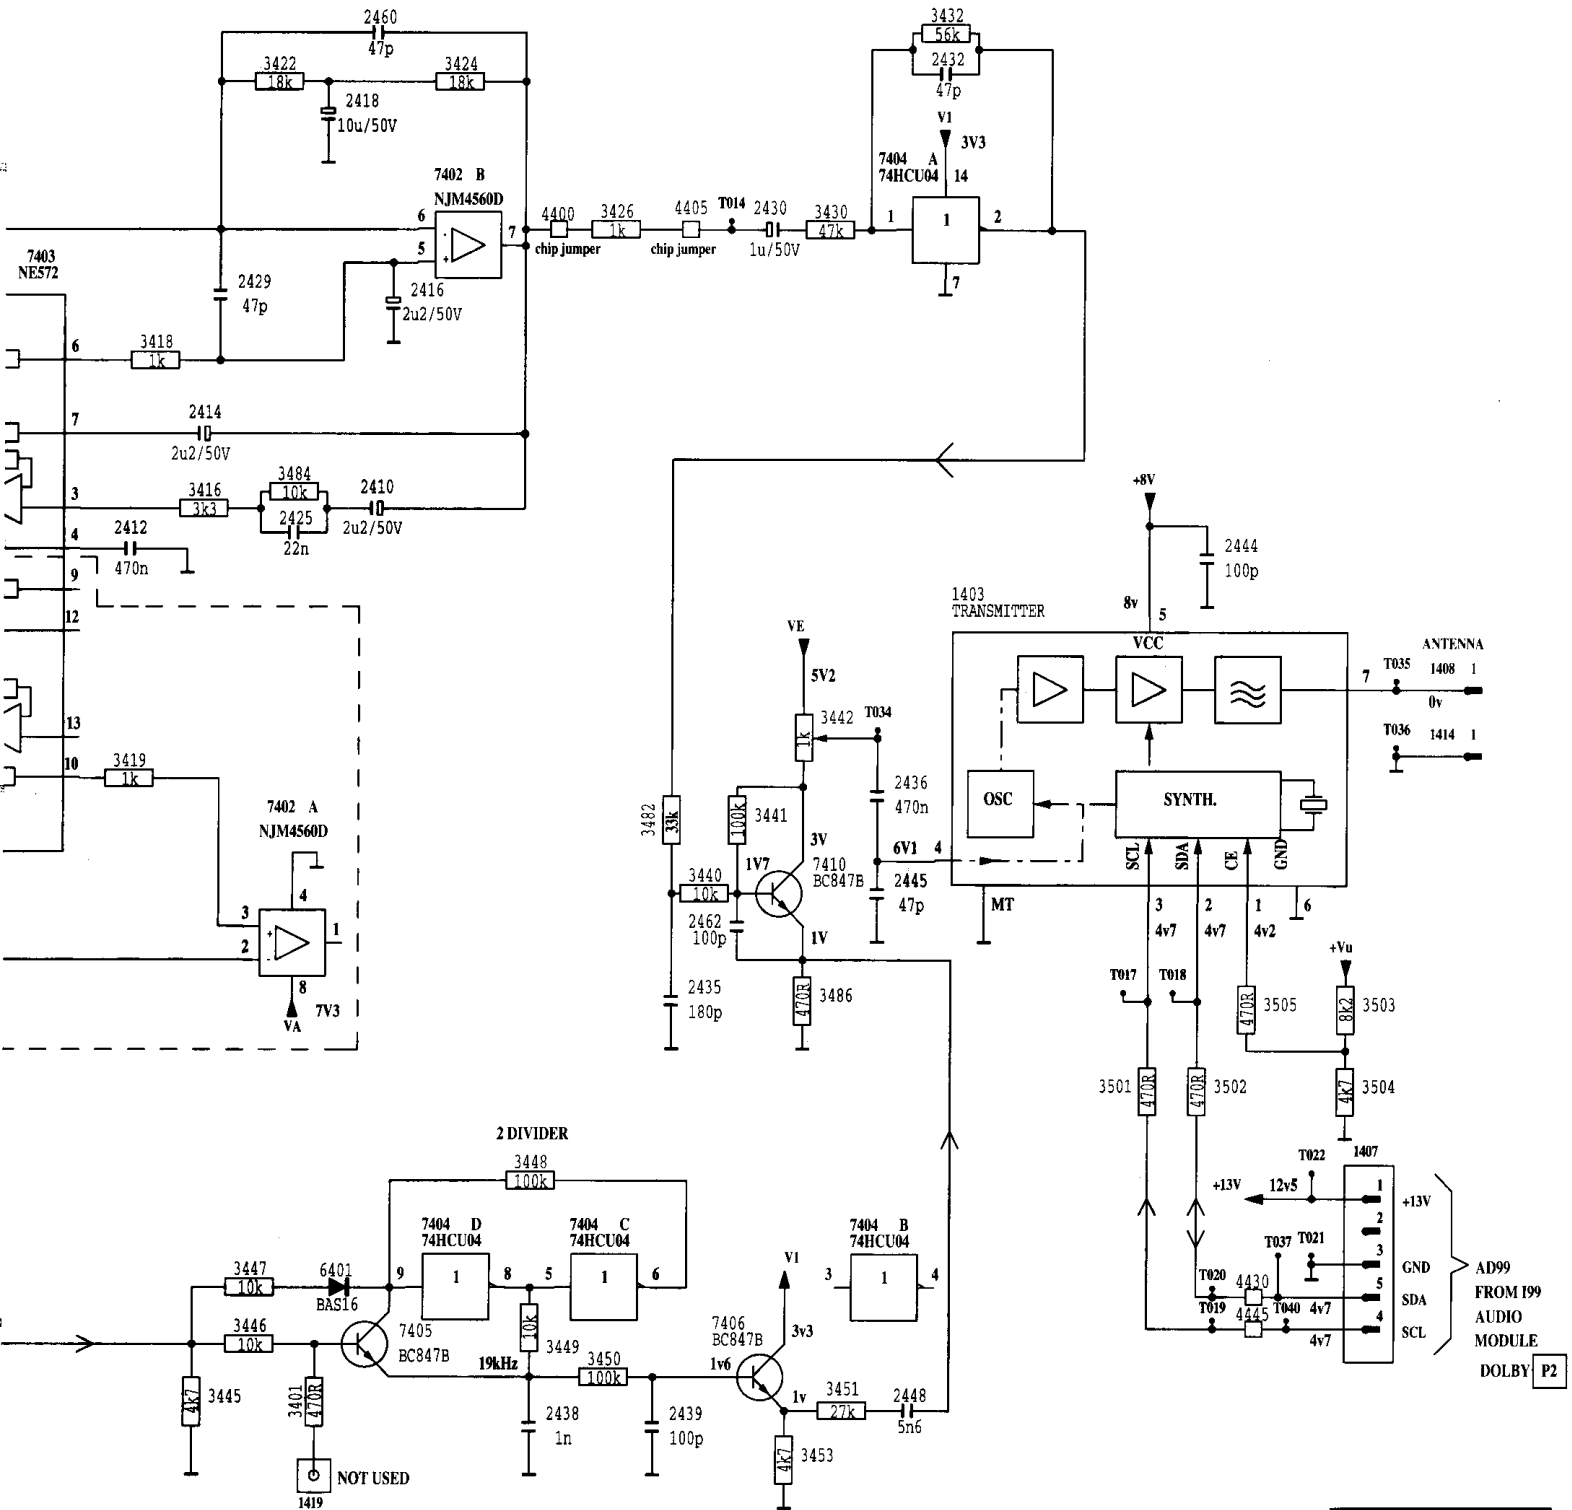 2460
47p
3422
18k
3424
18k
2418
10u/50V
7402 B
NJM4560D
6
7
5
-
+
2416
2u2/50V
7403
NE572
2429
47p
4400
chip jumper
3426
1k
4405
chip jumper
T014
2430
1u/50V
3430
47k
3432
56k
2432
47p
V1
3V3
7404 A
74HCU04
14
1
1
2
7
6
3418
1k
7
2414
2u2/50V
3
3416
3k3
3484
10k
2425
22n
2410
2u2/50V
4
2412
470n
9
12
13
10
3419
1k
7402 A
NJM4560D
4
3
+
1
2
-
8
7V3
VA
+8V
2444
100p
8v
5
1403
TRANSMITTER
VCC
7
T035
ANTENNA
1408 1
0v
T036
1414 1
OSC
SYNTH.
SCL
SDA
CE
GND
MT
3
2
1
6
4v7
4v7
4v2
VE
5V2
3442
1k
T034
2436
470n
3482
33k
100k
3441
3V
6V1 4
1V7
7410
BC847B
3440
10k
2445
47p
2462
100p
1V
2435
180p
470R
3486
T017
T018
470R
3505
+Vu
8k2
3503
3501
470R
470R
3502
4k7
3504
2 DIVIDER
3448
100k
7404 D
74HCU04
7404 C
74HCU04
7404 B
74HCU04
9
1
8
5
1
6
3
1
4
3447
10k
6401
BAS16
3446
10k
7405
BC847B
10k
3449
19kHz
3450
100k
V1
3v3
7406
BC847B
1v6
1v
3451
27k
2448
5n6
4k7
3445
3401
470R
2438
1n
2439
100p
4k7
3453
NOT USED
1419
T022
1407
+13V
12v5
1
+13V
2
T037
T021
3
GND
T020
4430
5
SDA
T019
4445
T040
4v7
4
SCL
4v7
AD99
FROM I99
AUDIO
MODULE
DOLBY P2